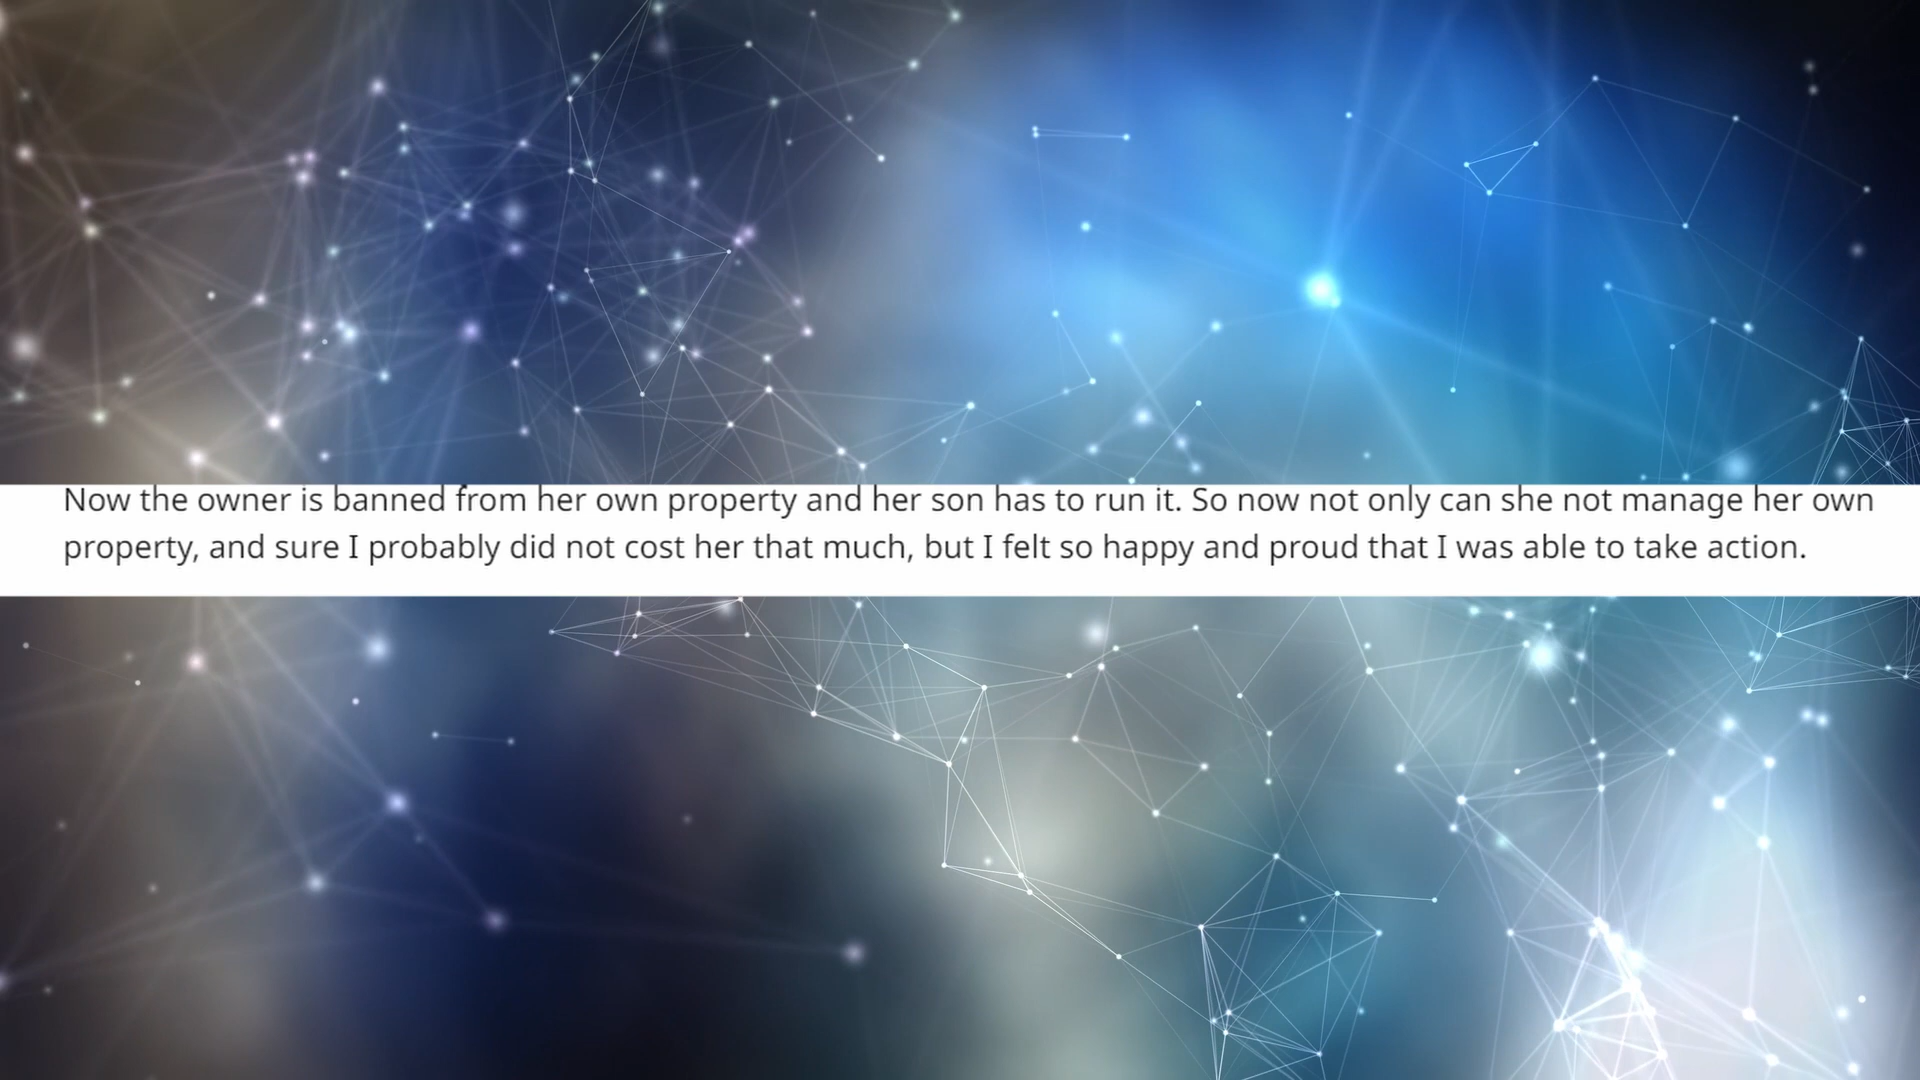 Now the owner is banned from her own property and her son has to run it. So now not only can she not manage her own
property, and sure I probably did not cost her that much, but I felt so happy and proud that I was able to take action.